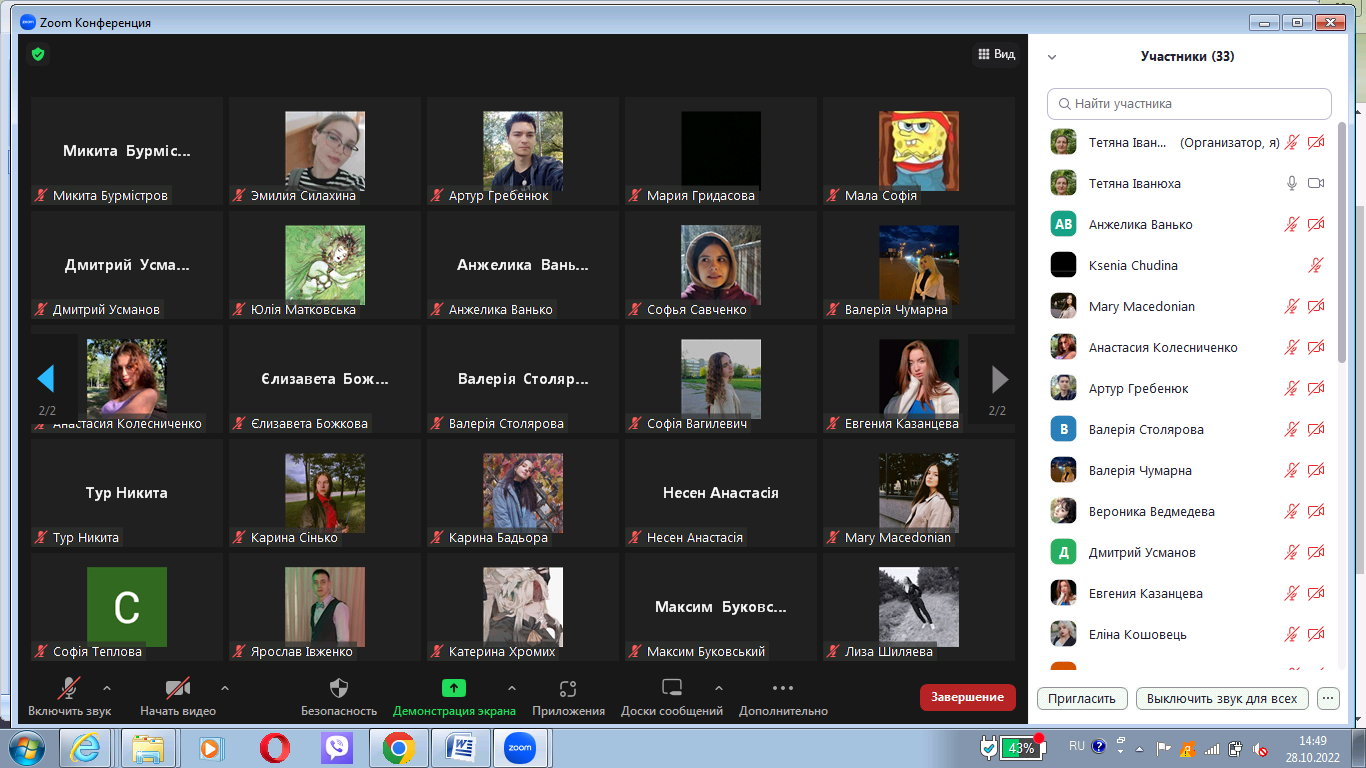 Zoom Конференция
Вид
Микита Бурміс...
Микита Бурмістров
Эмилия Силахина
Артур Гребенюк
Мария Гридасова
Мала Софія
Дмитрий Усма...
Дмитрий Усманов
Юлія Матковська
Анжелика Вань...
Анжелика Ванько
Софья Савченко
Валерія Чумарна
2/2
Анастасия Колесниченко
Єлизавета Бож...
Єлизавета Божкова
Валерія Столяр...
Валерія Столярова
Софія Вагилевич
Евгения Казанцева
2/2
Тур Никита
Тур Никита
Карина Сінько
Карина Бадьора
Несен Анастасія
Несен Анастасія
Mary Macedonian
C
Софія Теплова
Ярослав Івженко
Катерина Хромих
Максим Буковс...
Максим Буковський
Лиза Шиляева
Включить звук
Начать видео
Безопасность
Демонстрация экрана
Приложения
Доски сообщений
Дополнительно
Завершение
Участники (33)
Найти участника
Тетяна Іван... (Организатор, я)
Тетяна Іванюха
АВ Анжелика Ванько
Ksenia Chudina
Mary Macedonian
Анастасия Колесниченко
Артур Гребенюк
В Валерія Столярова
Валерія Чумарна
Вероника Ведмедева
Д Дмитрий Усманов
Евгения Казанцева
Еліна Кошовець
Пригласить
Выключить звук для всех
...
zoom
43%
RU
14:49
28.10.2022